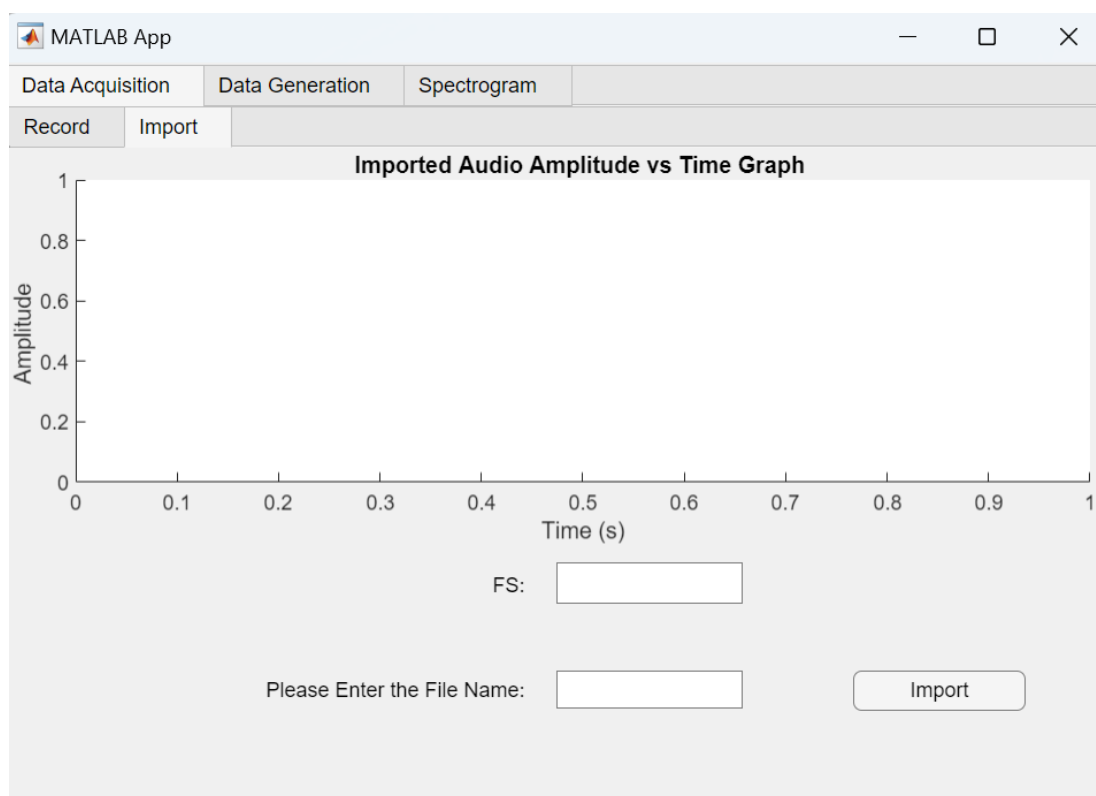 MATLAB App
Data Acquisition Data Generation Spectrogram
Record Import
Imported Audio Amplitude vs Time Graph
1
0.8
0.6
0.4
0.2
0
Amplitude
0 0.1 0.2 0.3 0.4 0.5 0.6 0.7 0.8 0.9 1
Time (s)
FS:
Please Enter the File Name: Import